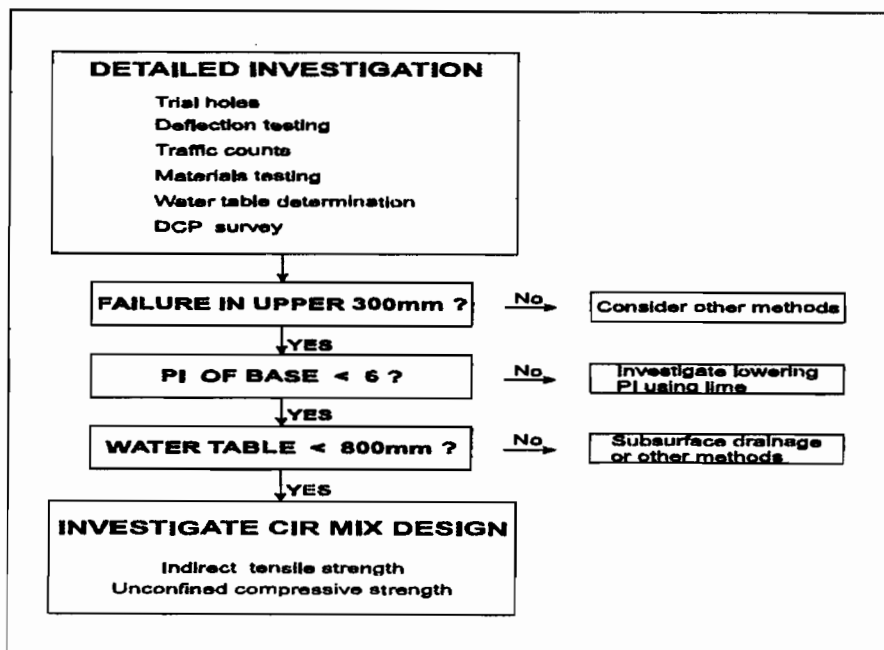 DETAILED INVESTIGATION
Trial holes
Deflection testing
Traffic counts
Materials testing
Water table determination
DCP survey
FAILURE IN UPPER 300mm ?
No
Consider other methods
YES
PI OF BASE < 6 ?
No
Investigate lowering
PI using lime
YES
WATER TABLE < 800mm ?
No
Subsurface drainage
or other methods
YES
INVESTIGATE CIR MIX DESIGN
Indirect tensile strength
Unconfined compressive strength